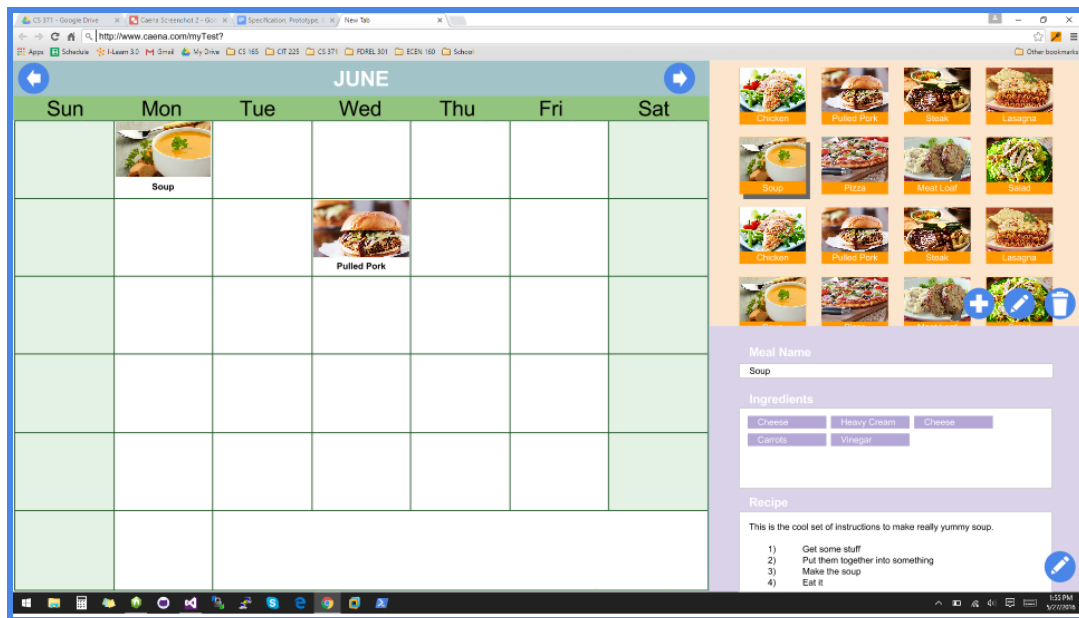 CS 371 - Google Drive
Caena Screenshot 2 - Goo
Specification, Prototype, E
New Tab
http://www.caena.com/myTest?
Apps Schedule I-Learn 3.0 Gmail My Drive CS 165 CIT 225 CS 371 FDREL 301 ECEN 160 School Other bookmarks
JUNE
Sun Mon Tue Wed Thu Fri Sat
Soup
Pulled Pork
Chicken Pulled Pork Steak Lasagna
Soup Pizza Meat Loaf Salad
Chicken Pulled Pork Steak Lasagna
Meal Name
Soup
Ingredients
Cheese Heavy Cream Cheese
Carrots Vinegar
Recipe
This is the cool set of instructions to make really yummy soup.
1) Get some stuff
2) Put them together into something
3) Make the soup
4) Eat it
1:55 PM
5/27/2016